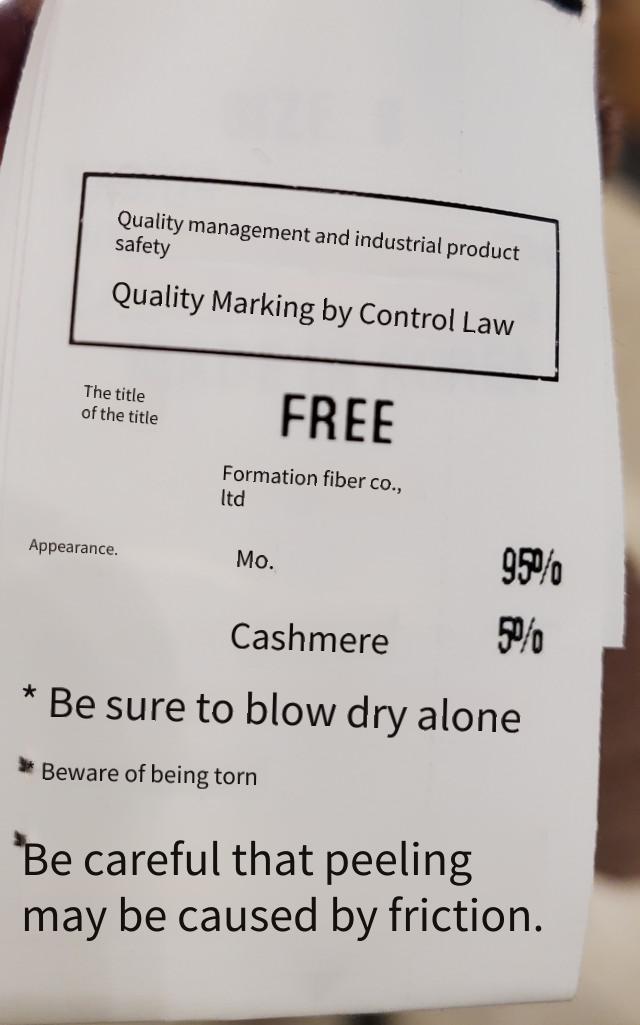 Quality management and industrial product
safety
Quality Marking by Control Law
The title
of the title
FREE
Formation fiber co.,
ltd
Appearance.
Mo.
95%
Cashmere
5%
* Be sure to blow dry alone
* Beware of being torn
Be careful that peeling
may be caused by friction.